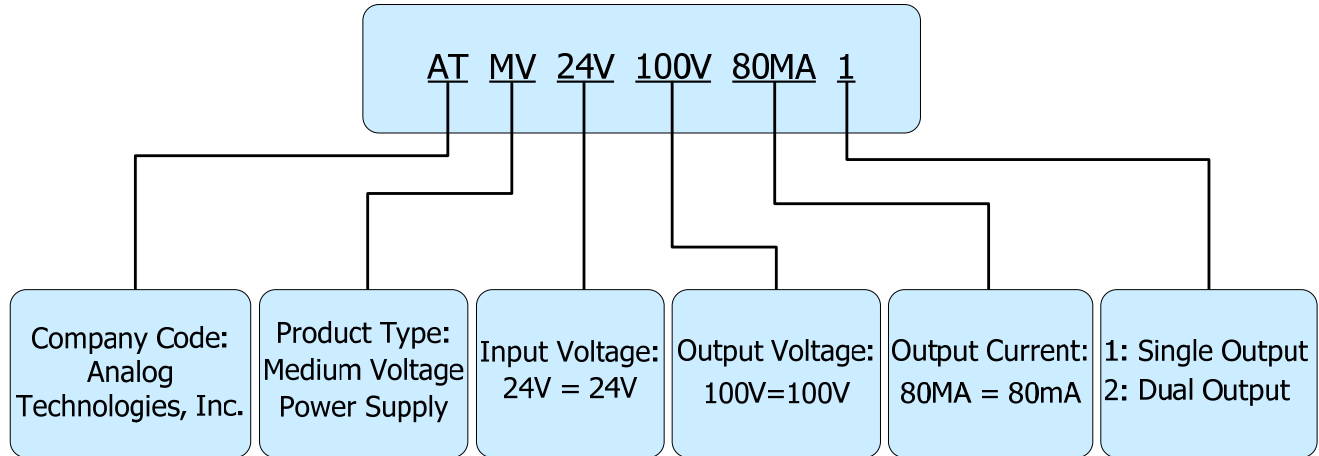 AT MV 24V 100V 80MA 1
Company Code:
Analog
Technologies, Inc.
Product Type:
Medium Voltage
Power Supply
Input Voltage:
24V = 24V
Output Voltage:
100V=100V
Output Current:
80MA = 80mA
1: Single Output
2: Dual Output